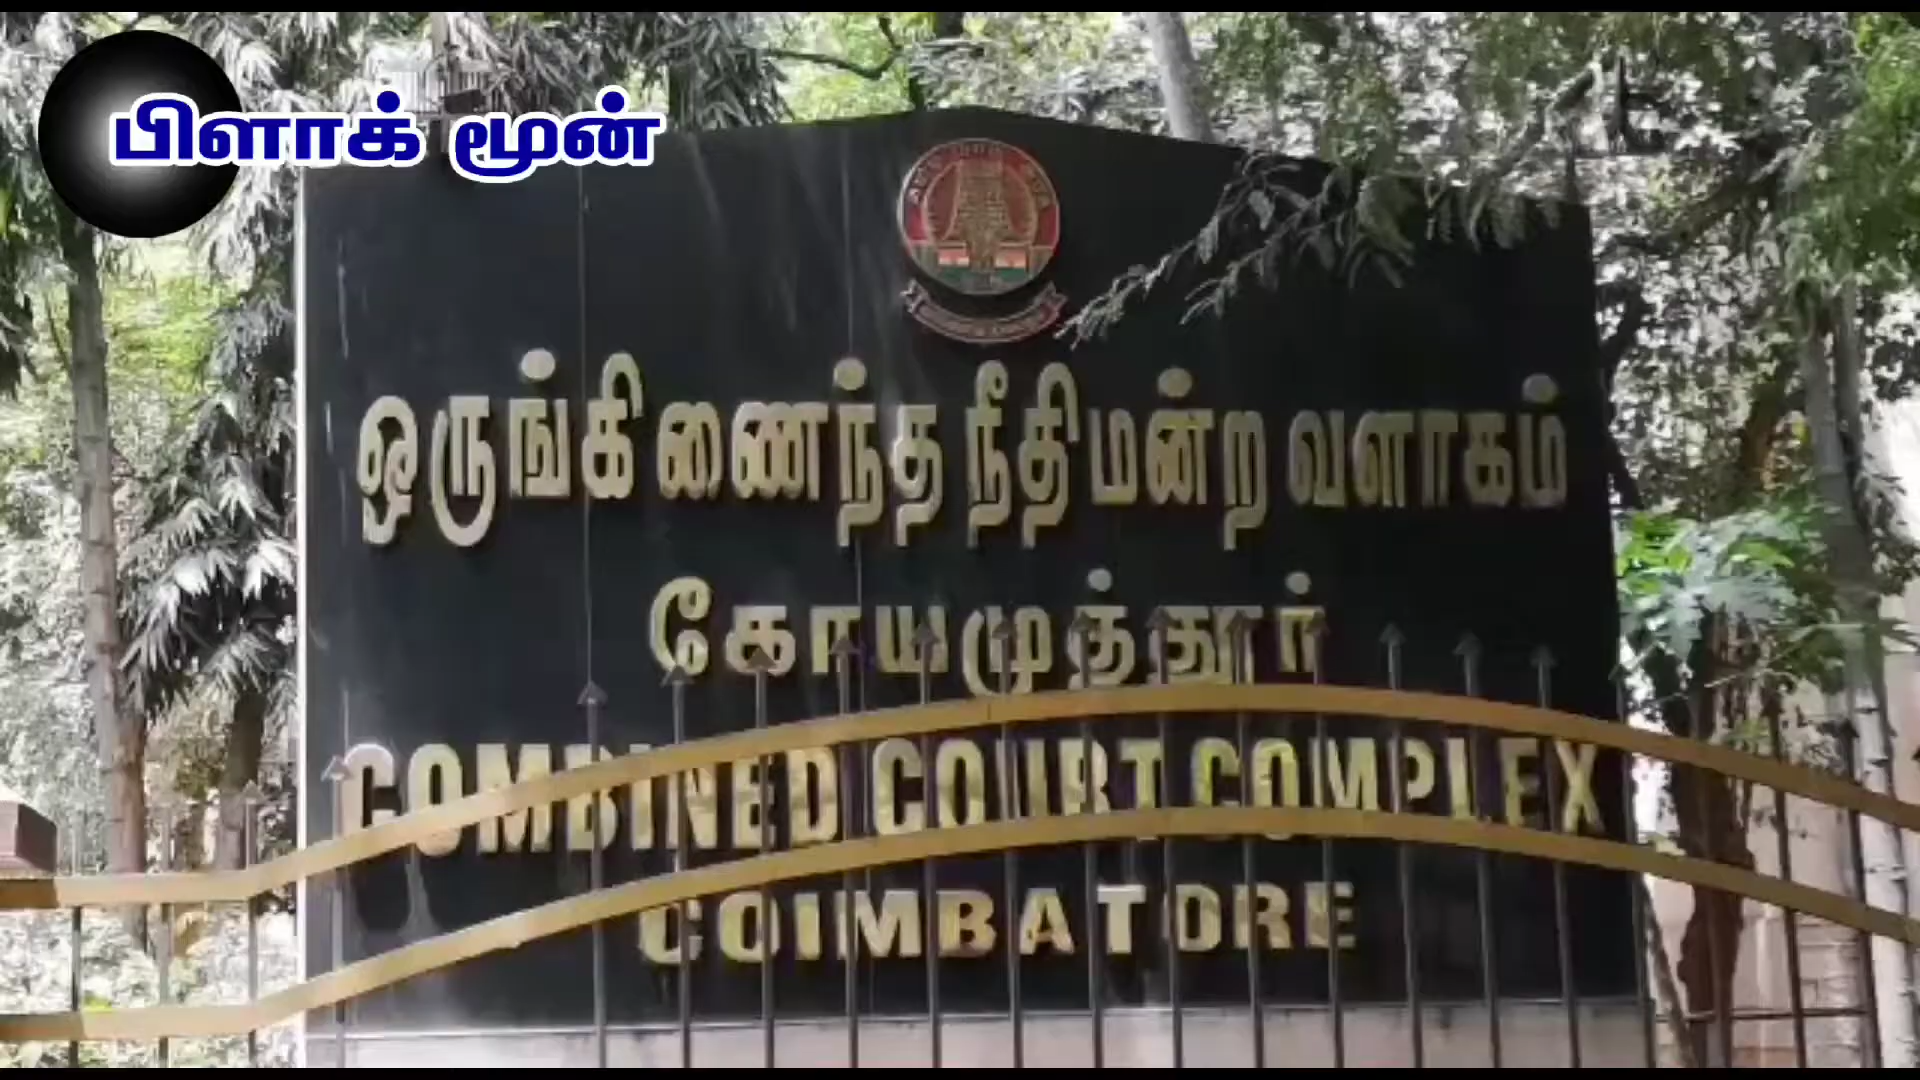 பிளாக் மூன்
ஒருங்கிணைந்த நீதிமன்ற வளாகம்
கோயமுத்தூர்
COMBINED COURT COMPLEX
COIMBATORE